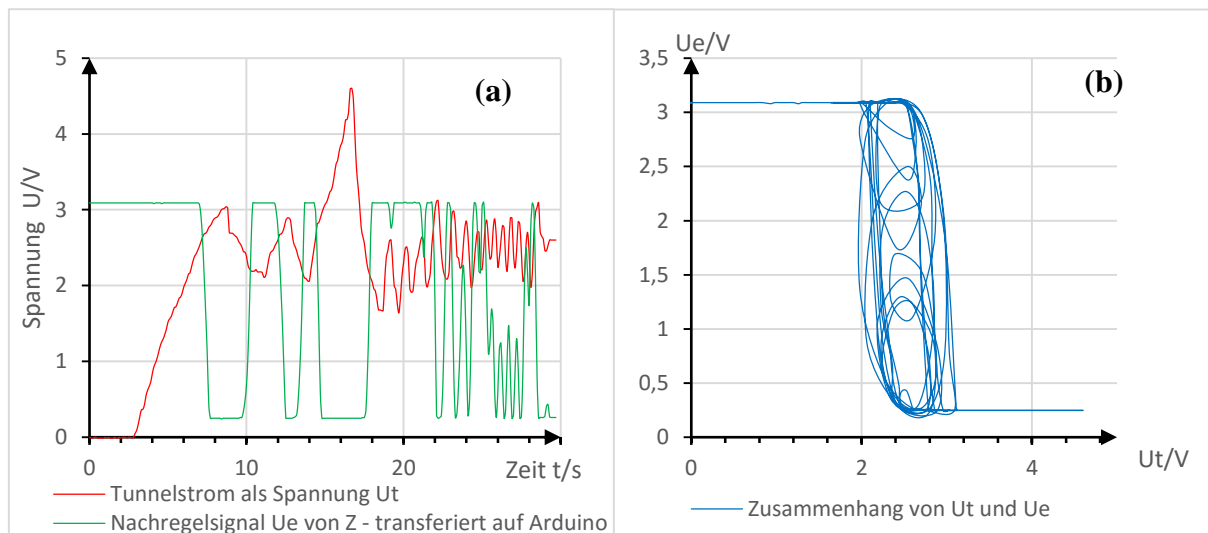 (a)
Spannung U/V
5
4
3
2
1
0
0
10
20
Zeit t/s
Tunnelstrom als Spannung Ut
Nachregelsignal Ue von Z - transferiert auf Arduino
(b)
Ue/V
3,5
3
2,5
2
1,5
1
0,5
0
0
2
4
Ut/V
Zusammenhang von Ut und Ue